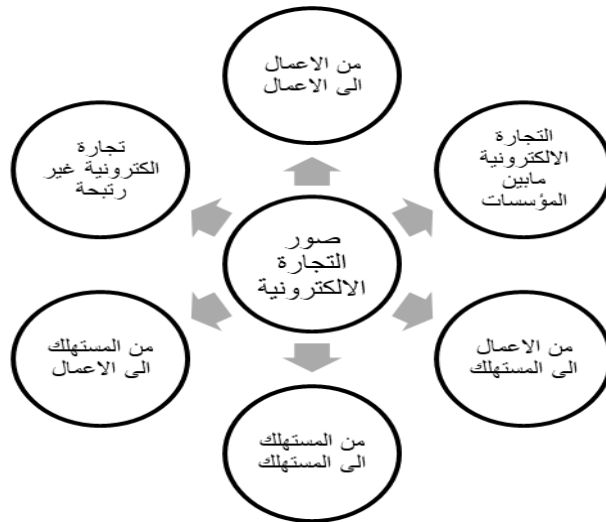 من الاعمال
الى الاعمال
التجارة
الالكترونية
مابين
المؤسسات
من الاعمال
الى المستهلك
من المستهلك
الى المستهلك
من المستهلك
الى الاعمال
تجارة
الكترونية غير
رتبحة
صور
التجارة
الالكترونية